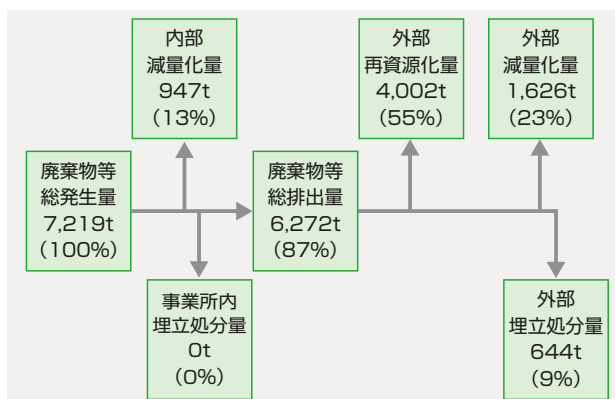 内部
減量化量
947t
(13%)
外部
再資源化量
4,002t
(55%)
外部
減量化量
1,626t
(23%)
廃棄物等
総発生量
7,219t
(100%)
廃棄物等
総排出量
6,272t
(87%)
事業所内
埋立処分量
0t
(0%)
外部
埋立処分量
644t
(9%)